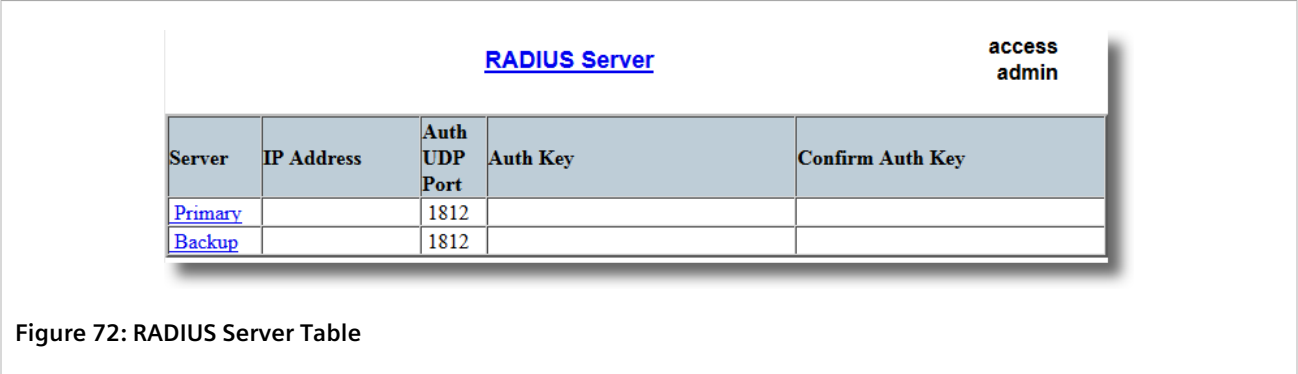 RADIUS Server
access
admin
Server IP Address Auth UDP Port Auth Key Confirm Auth Key
Primary 1812
Backup 1812
Figure 72: RADIUS Server Table